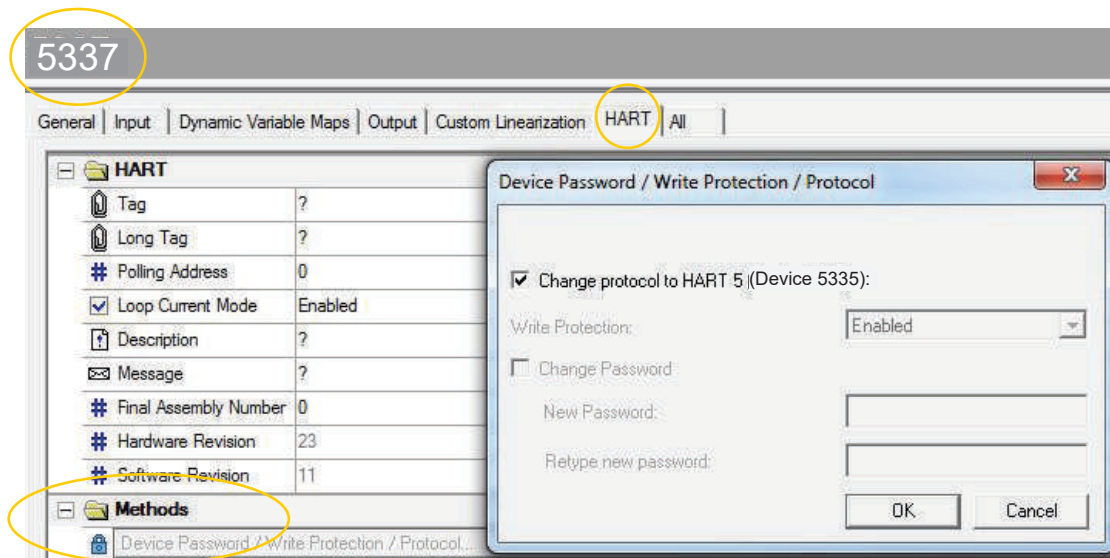 5337
General Input Dynamic Variable Maps Output Custom Linearization HART All
HART
Tag ?
Long Tag ?
Polling Address 0
Loop Current Mode Enabled
Description ?
Message ?
Final Assembly Number 0
Hardware Revision 23
Software Revision 11
Methods
Device Password / Write Protection / Protocol...
Device Password / Write Protection / Protocol
Change protocol to HART 5 (Device 5335):
Write Protection: Enabled
Change Password
New Password:
Retype new password:
OK Cancel